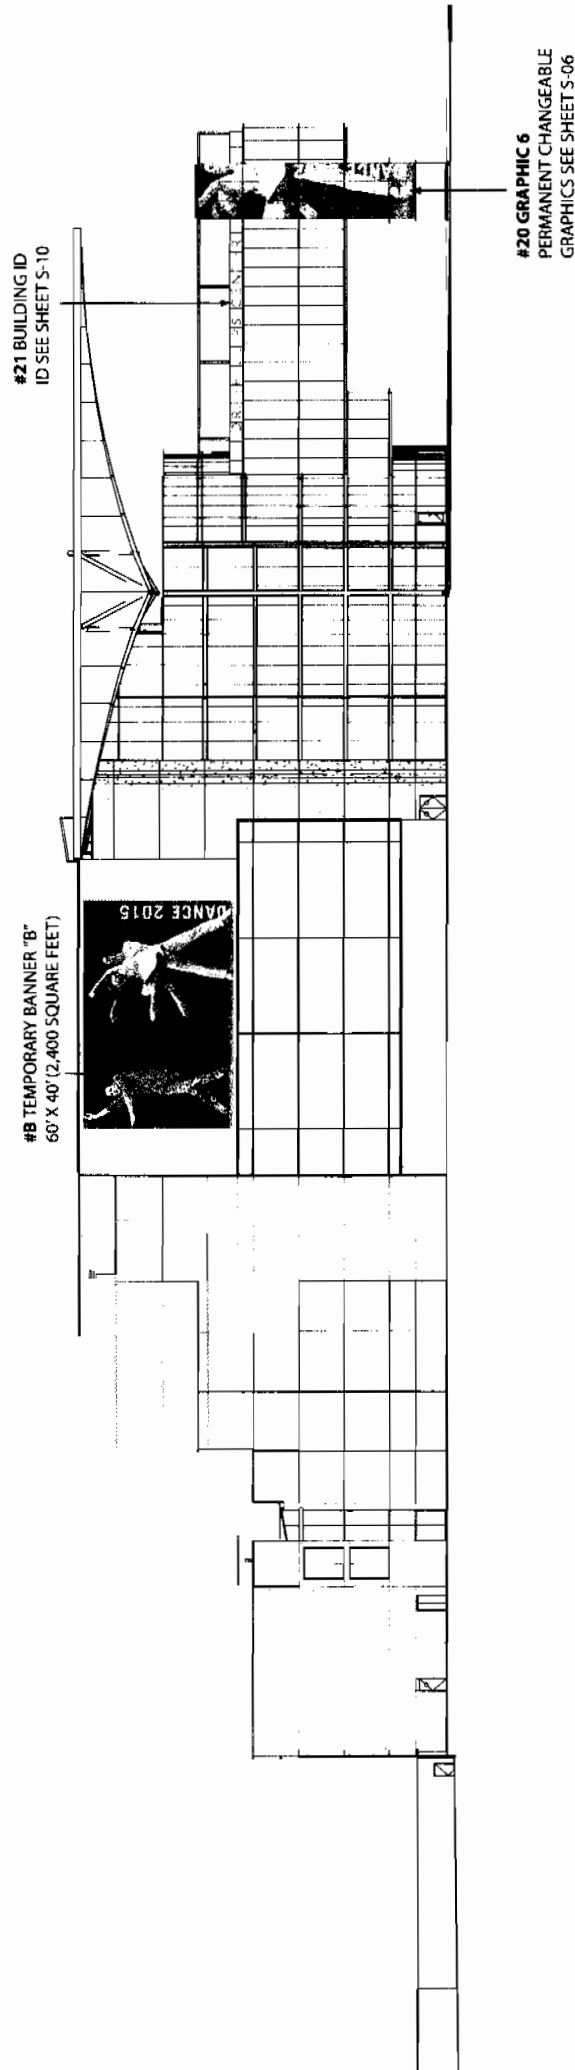 #B TEMPORARY BANNER "B"
60' X 40' (2,400 SQUARE FEET)
#21 BUILDING ID
ID SEE SHEET S-10
DANCE 2015
CENTER
#20 GRAPHIC 6
PERMANENT CHANGEABLE
GRAPHICS SEE SHEET S-06